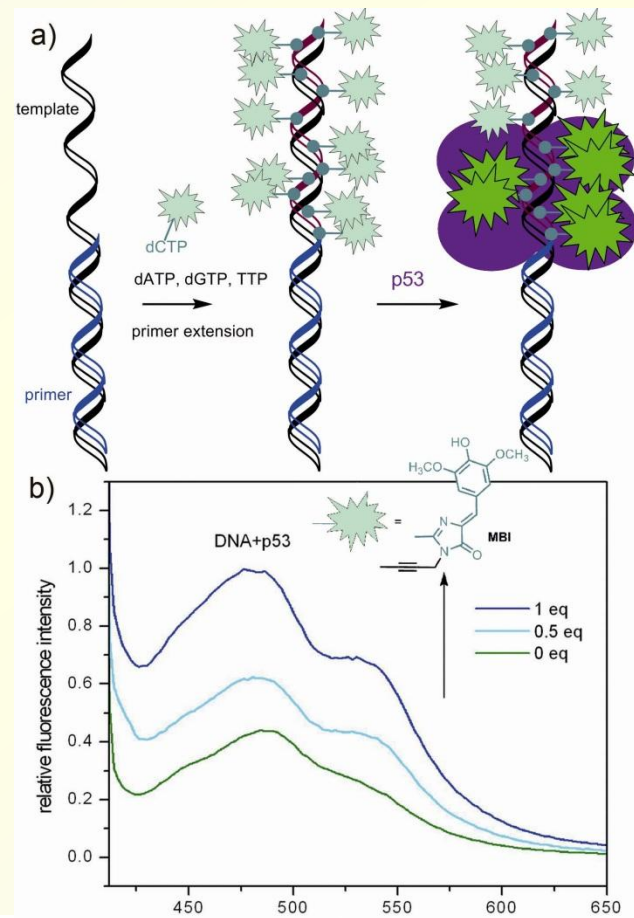 a)
template
dCTP
dATP, dGTP, TTP
primer extension
p53
primer
b)
DNA+p53
=
OH
H₃CO
OCH₃
N
N
O
MBI
1 eq
0.5 eq
0 eq
relative fluorescence intensity
1.2
1.0
0.8
0.6
0.4
0.2
0.0
450 500 550 600 650